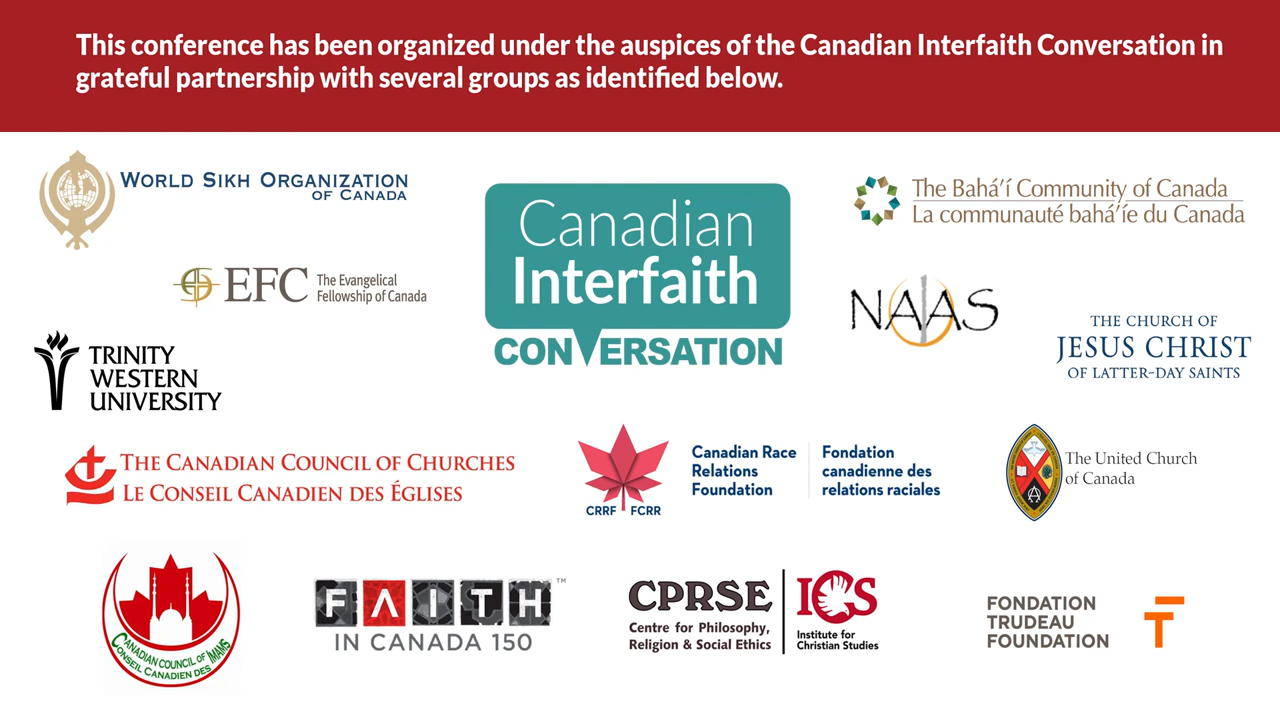 This conference has been organized under the auspices of the Canadian Interfaith Conversation in
grateful partnership with several groups as identified below.
WORLD SIKH ORGANIZATION
OF CANADA
Canadian
Interfaith
CONVERSATION
The Bahá'í Community of Canada
La communauté bahá'íe du Canada
EFC
The Evangelical
Fellowship of Canada
NAAS
THE CHURCH OF
JESUS CHRIST
OF LATTER-DAY SAINTS
TRINITY
WESTERN
UNIVERSITY
THE CANADIAN COUNCIL OF CHURCHES
LE CONSEIL CANADIEN DES ÉGLISES
CRRF FCRR
Canadian Race
Relations
Foundation
Fondation
canadienne des
relations raciales
The United Church
of Canada
CANADIAN COUNCIL OF IMAMS
CONSEIL CANADIEN DES
FAITH™
IN CANADA 150
CPRSE
Centre for Philosophy,
Religion & Social Ethics
ICS
Institute for
Christian Studies
FONDATION
TRUDEAU
FOUNDATION